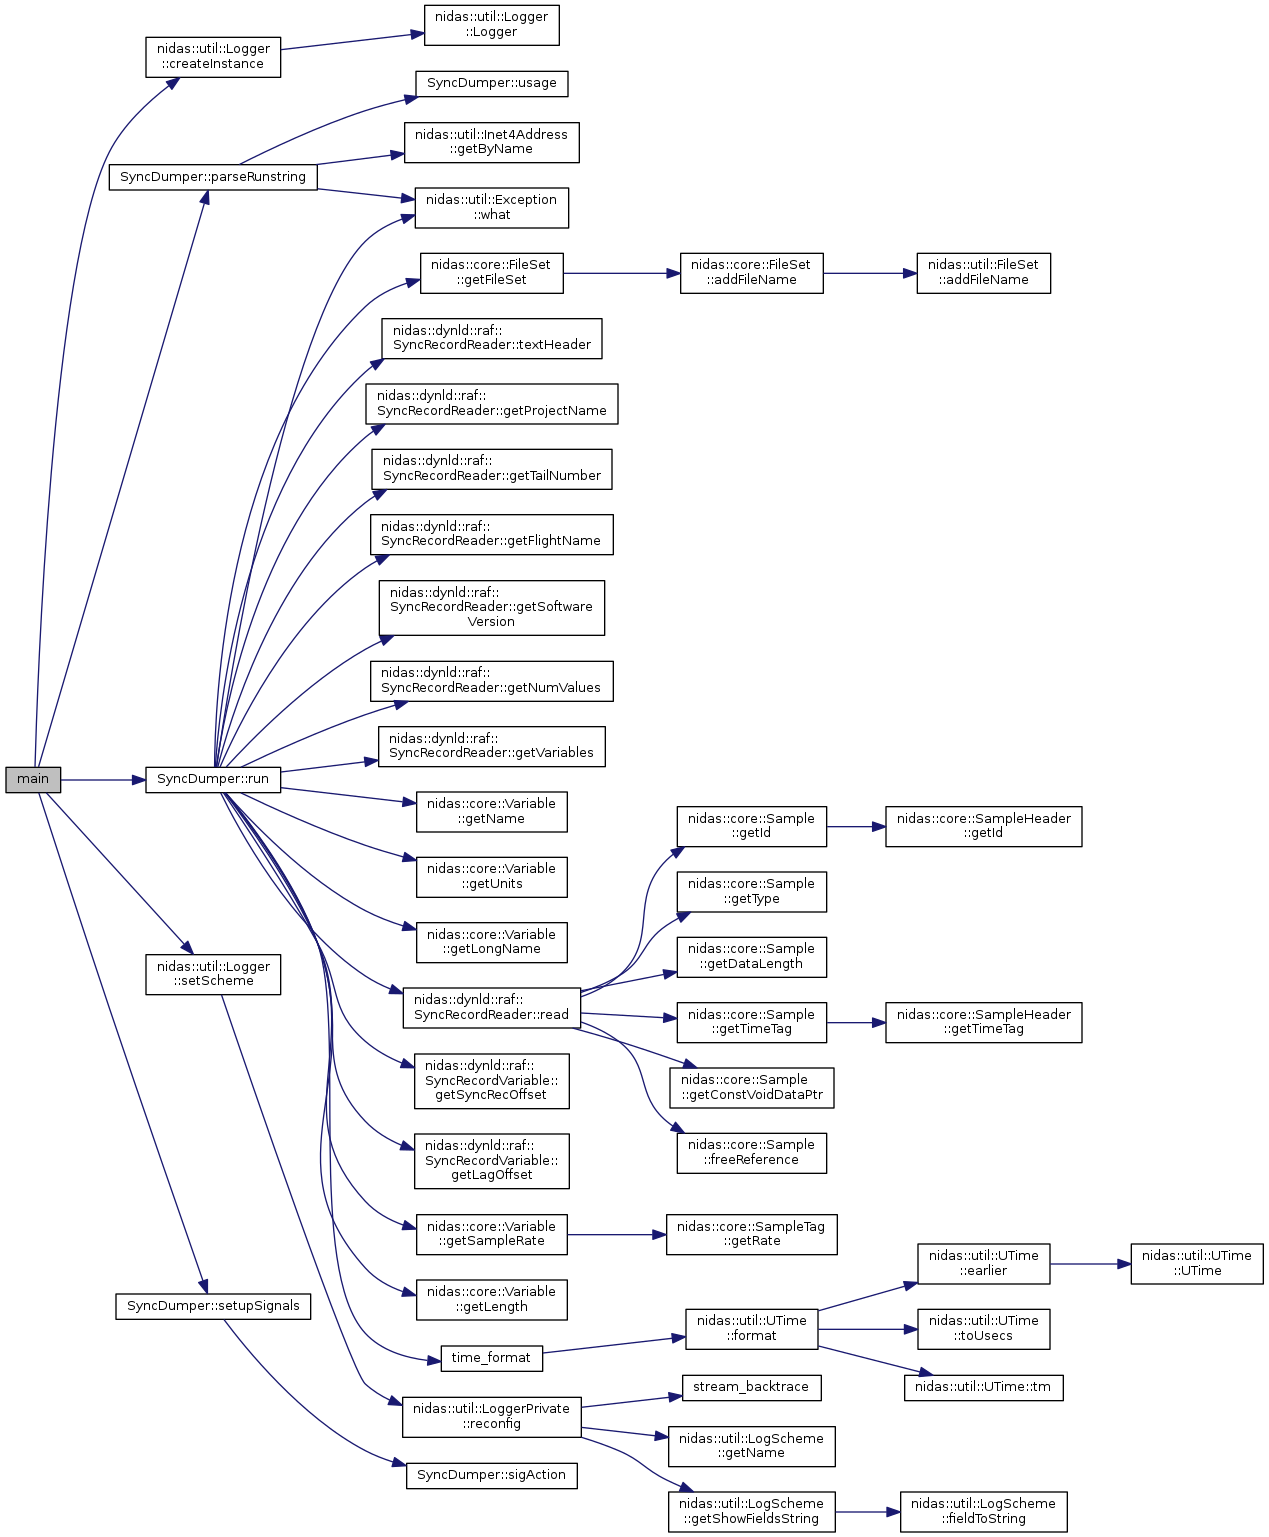 main
nidas::util::Logger
::createInstance
nidas::util::Logger
::Logger
SyncDumper::parseRunstring
SyncDumper::usage
nidas::util::Inet4Address
::getByName
nidas::util::Exception
::what
SyncDumper::run
nidas::core::FileSet
::getFileSet
nidas::core::FileSet
::addFileName
nidas::util::FileSet
::addFileName
nidas::dynld::raf::
SyncRecordReader::textHeader
nidas::dynld::raf::
SyncRecordReader::getProjectName
nidas::dynld::raf::
SyncRecordReader::getTailNumber
nidas::dynld::raf::
SyncRecordReader::getFlightName
nidas::dynld::raf::
SyncRecordReader::getSoftware
Version
nidas::dynld::raf::
SyncRecordReader::getNumValues
nidas::dynld::raf::
SyncRecordReader::getVariables
nidas::core::Variable
::getName
nidas::core::Variable
::getUnits
nidas::core::Variable
::getLongName
nidas::dynld::raf::
SyncRecordReader::read
nidas::core::Sample
::getId
nidas::core::SampleHeader
::getId
nidas::core::Sample
::getType
nidas::core::Sample
::getDataLength
nidas::core::Sample
::getTimeTag
nidas::core::SampleHeader
::getTimeTag
nidas::core::Sample
::getConstVoidDataPtr
nidas::core::Sample
::freeReference
nidas::dynld::raf::
SyncRecordVariable::
getSyncRecOffset
nidas::dynld::raf::
SyncRecordVariable::
getLagOffset
nidas::core::Variable
::getSampleRate
nidas::core::SampleTag
::getRate
nidas::core::Variable
::getLength
time_format
nidas::util::UTime
::format
nidas::util::UTime
::earlier
nidas::util::UTime
::UTime
nidas::util::UTime
::toUsecs
nidas::util::UTime::tm
nidas::util::Logger
::setScheme
nidas::util::LoggerPrivate
::reconfig
stream_backtrace
nidas::util::LogScheme
::getName
nidas::util::LogScheme
::getShowFieldsString
nidas::util::LogScheme
::fieldToString
SyncDumper::setupSignals
SyncDumper::sigAction